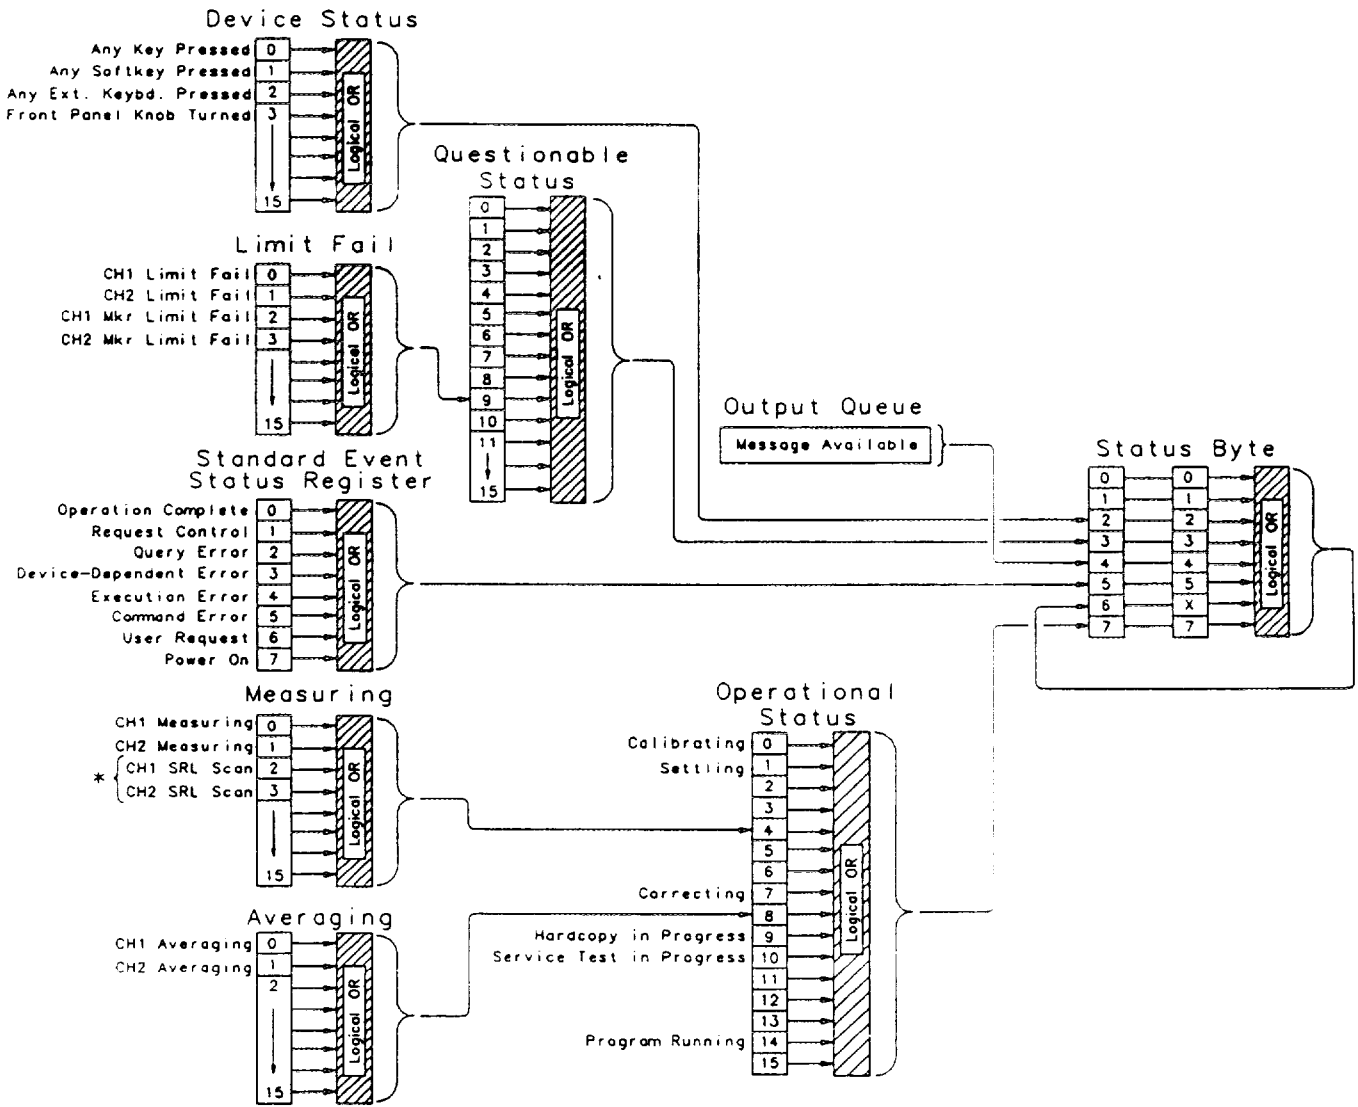 Device Status
Any Key Pressed 0
Any Softkey Pressed 1
Any Ext. Keybd. Pressed 2
Front Panel Knob Turned 3
15
Logical OR
Questionable
Status
0
1
2
3
4
5
6
7
8
9
10
11
15
Logical OR
Limit Fail
CH1 Limit Fail 0
CH2 Limit Fail 1
CH1 Mkr Limit Fail 2
CH2 Mkr Limit Fail 3
15
Logical OR
Output Queue
Message Available
Standard Event
Status Register
Operation Complete 0
Request Control 1
Query Error 2
Device-Dependent Error 3
Execution Error 4
Command Error 5
User Request 6
Power On 7
Logical OR
Status Byte
0 0
1 1
2 2
3 3
4 4
5 5
6 X
7 7
Logical OR
Measuring
CH1 Measuring 0
CH2 Measuring 1
* CH1 SRL Scan 2
CH2 SRL Scan 3
15
Logical OR
Operational
Status
Calibrating 0
Settling 1
2
3
4
5
6
Correcting 7
8
Hardcopy in Progress 9
Service Test in Progress 10
11
12
13
Program Running 14
15
Logical OR
Averaging
CH1 Averaging 0
CH2 Averaging 1
2
15
Logical OR